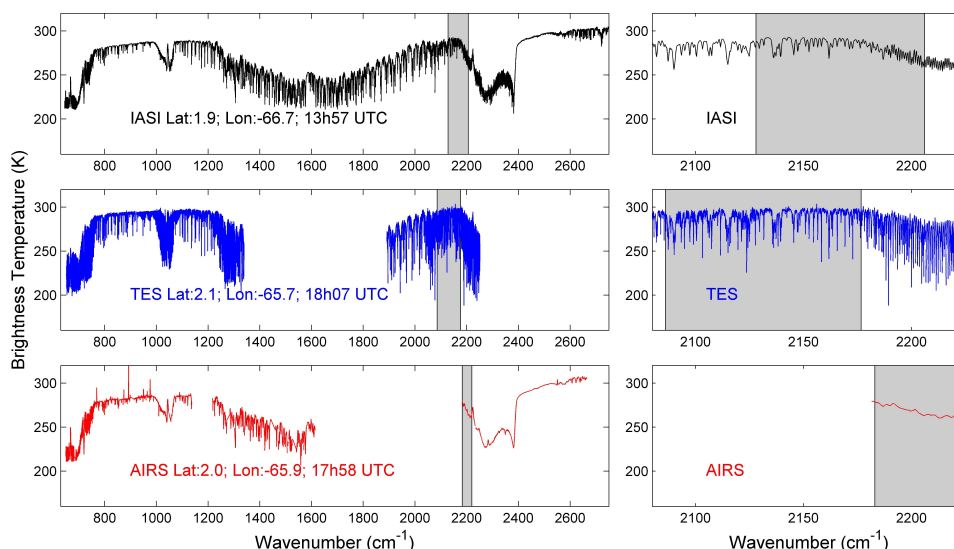 300
250
200
IASI Lat:1.9; Lon:-66.7; 13h57 UTC
800 1000 1200 1400 1600 1800 2000 2200 2400 2600
300
250
200
IASI
2100 2150 2200
Brightness Temperature (K)
300
250
200
TES Lat:2.1; Lon:-65.7; 18h07 UTC
800 1000 1200 1400 1600 1800 2000 2200 2400 2600
300
250
200
TES
2100 2150 2200
300
250
200
AIRS Lat:2.0; Lon:-65.9; 17h58 UTC
800 1000 1200 1400 1600 1800 2000 2200 2400 2600
Wavenumber (cm⁻¹)
300
250
200
AIRS
2100 2150 2200
Wavenumber (cm⁻¹)